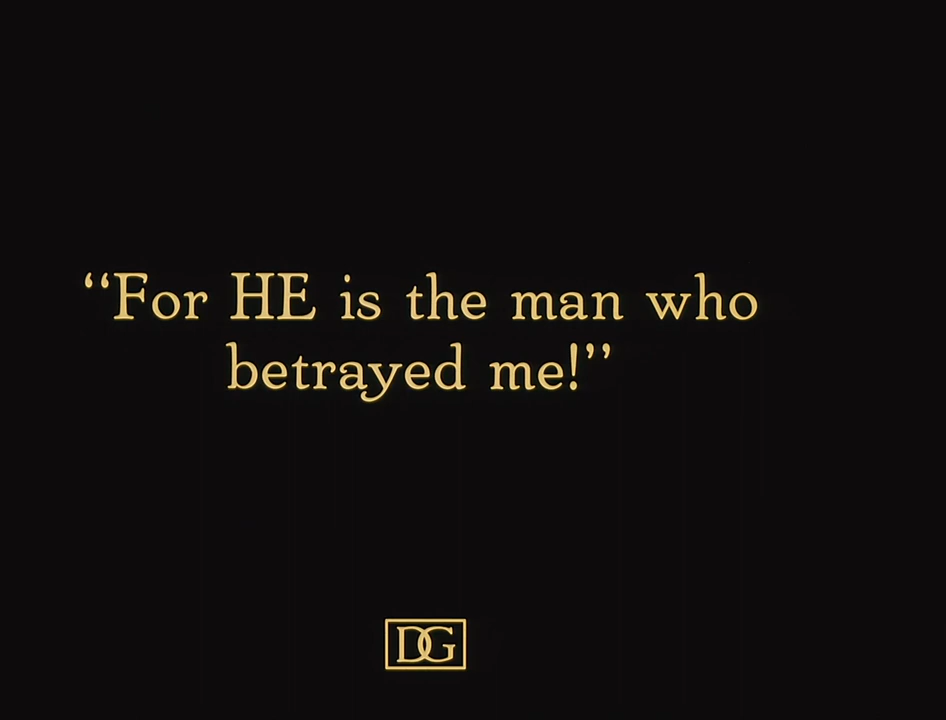 “For HE is the man who
betrayed me!”
DG